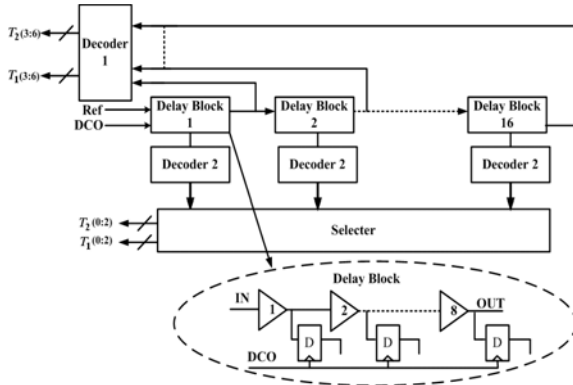 T2(3:6)
T1(3:6)
Decoder
1
Ref
DCO
Delay Block
1
Delay Block
2
Delay Block
16
Decoder 2
Decoder 2
Decoder 2
T2(0:2)
T1(0:2)
Selecter
Delay Block
IN
1
2
8
OUT
D
D
D
DCO